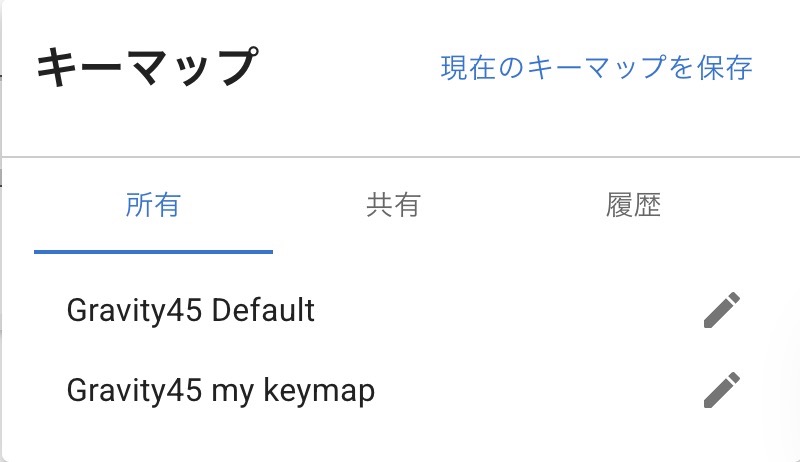 キーマップ
現在のキーマップを保存
所有
共有
履歴
Gravity45 Default
Gravity45 my keymap